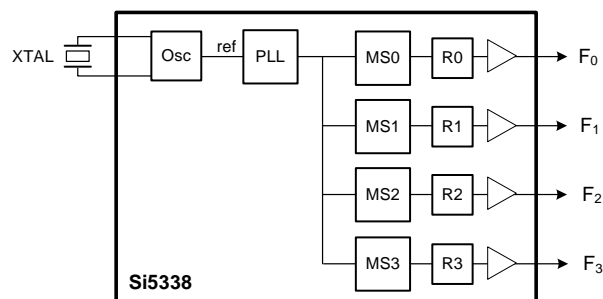 XTAL
Osc
ref
PLL
MS0
R0
F0
MS1
R1
F1
MS2
R2
F2
MS3
R3
F3
Si5338